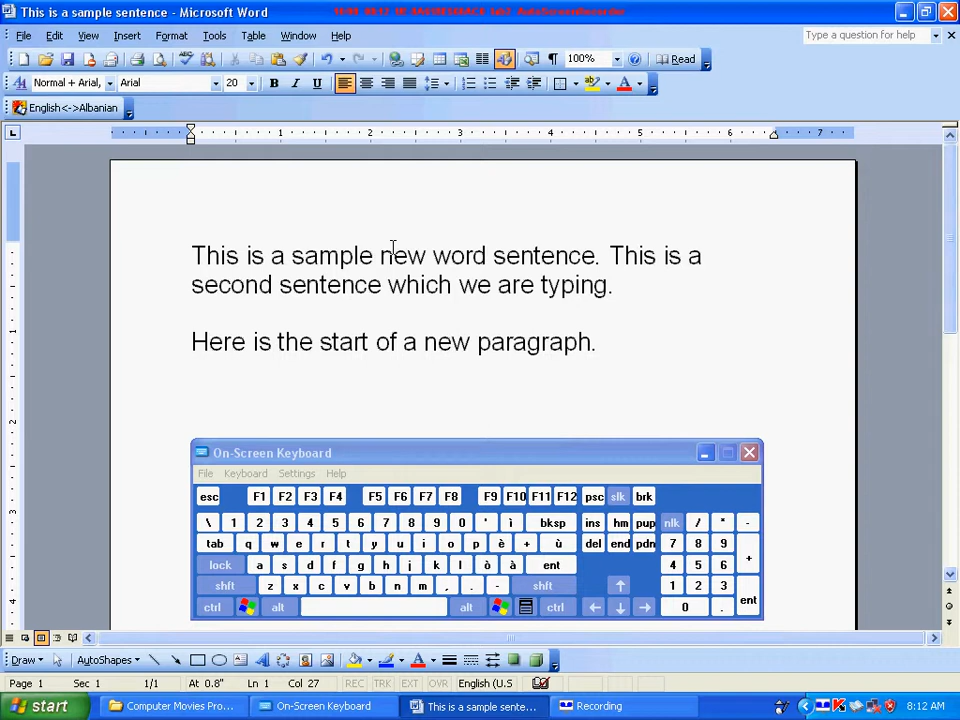 This is a sample sentence - Microsoft Word
File Edit View Insert Format Tools Table Window Help
Type a question for help
100% Read
Normal + Arial, Arial 20 B I U
English<->Albanian
1 2 3 4 5 6 7
This is a sample new word sentence. This is a
second sentence which we are typing.
Here is the start of a new paragraph.
On-Screen Keyboard
File Keyboard Settings Help
esc F1 F2 F3 F4 F5 F6 F7 F8 F9 F10 F11 F12 psc slk brk
\ 1 2 3 4 5 6 7 8 9 0 ' ì bksp ins hm pup nlk / * -
tab q w e r t y u i o p è + ù del end pdn 7 8 9 +
lock a s d f g h j k l ò à ent 4 5 6
shft z x c v b n m , . - shft 1 2 3 ent
ctrl alt alt ctrl 0 .
Draw AutoShapes
Page 1 Sec 1 1/1 At 0.8" Ln 1 Col 27 REC TRK EXT OVR English (U.S
start Computer Movies Pro... On-Screen Keyboard This is a sample sente... Recording 8:12 AM